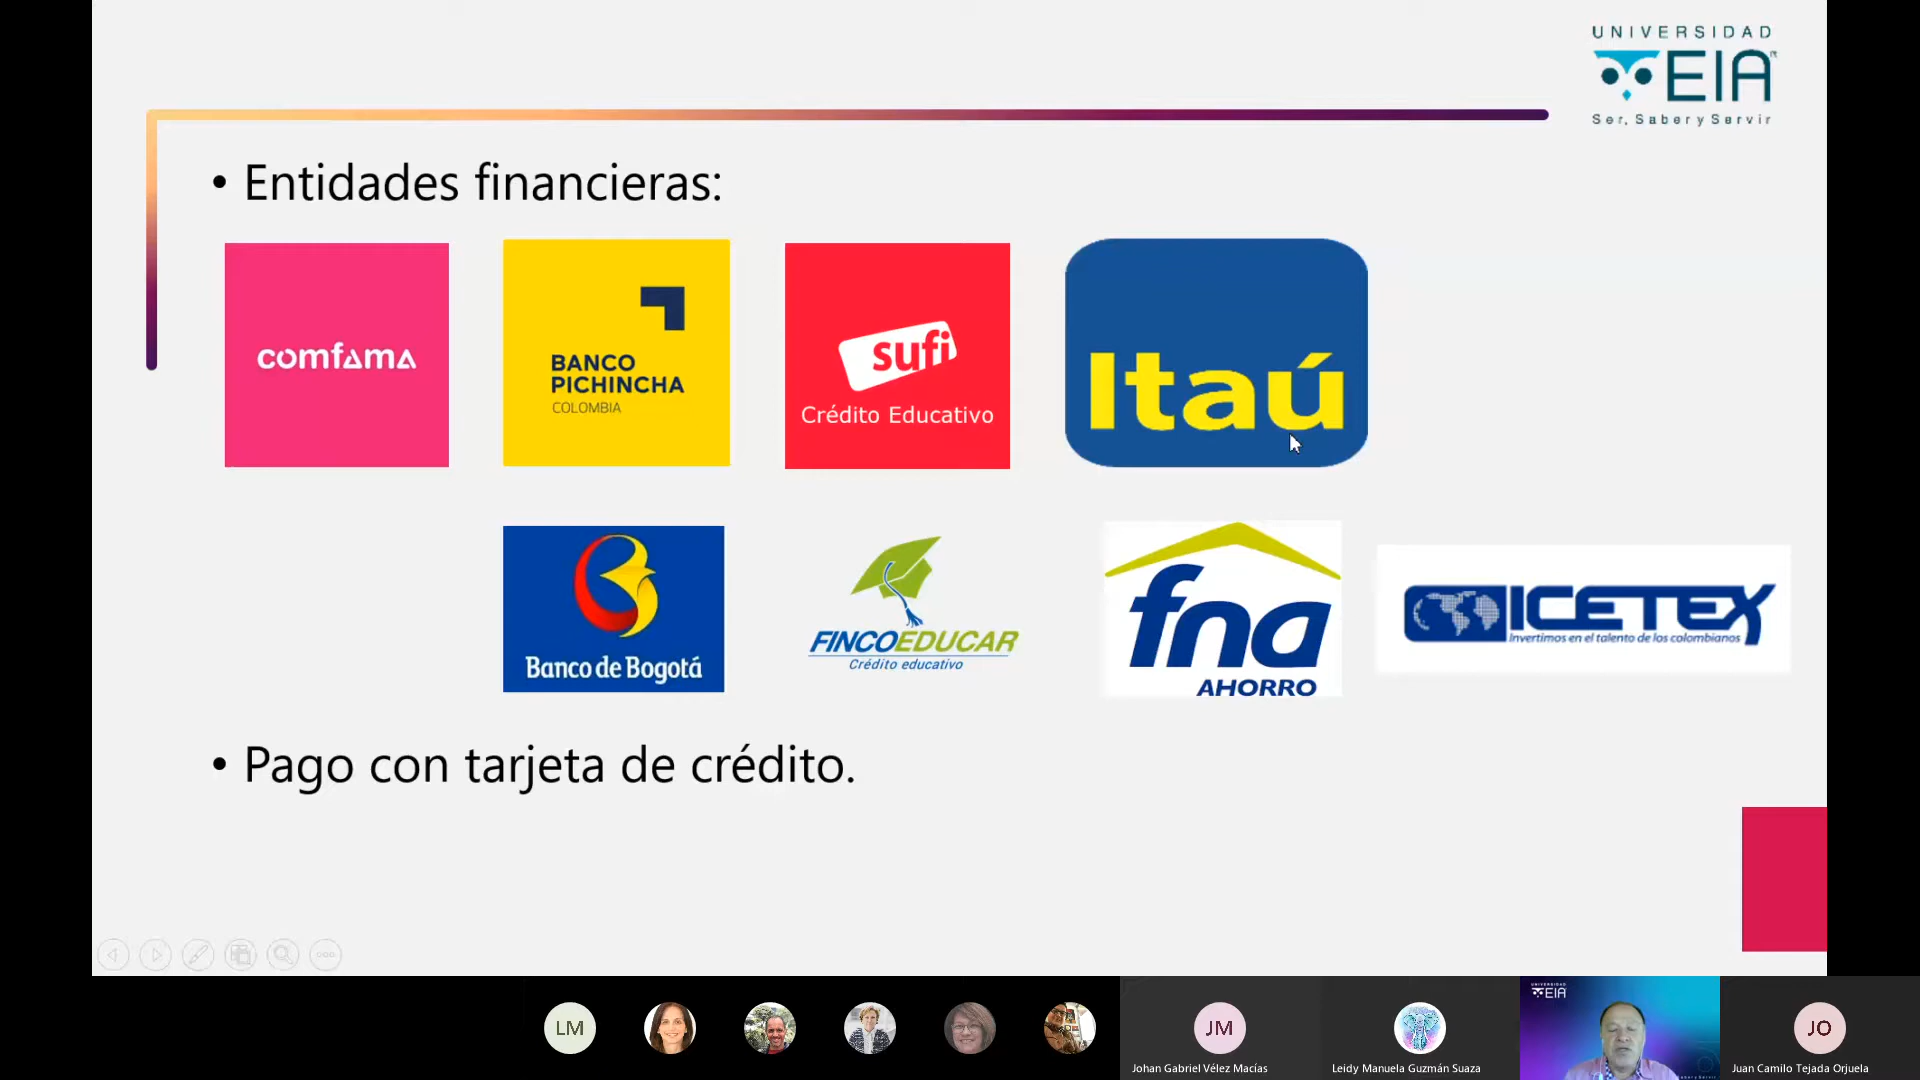 UNIVERSIDAD
EIA
Ser, Saber y Servir
• Entidades financieras:
comfama
BANCO
PICHINCHA
COLOMBIA
sufi
Crédito Educativo
Itaú
Banco de Bogotá
FINCOEDUCAR
Crédito educativo
fna
AHORRO
ICETEX
Invertimos en el talento de los colombianos
• Pago con tarjeta de crédito.
LM
JM
Johan Gabriel Vélez Macías
Leidy Manuela Guzmán Suaza
UNIVERSIDAD
EIA
JO
Juan Camilo Tejada Orjuela